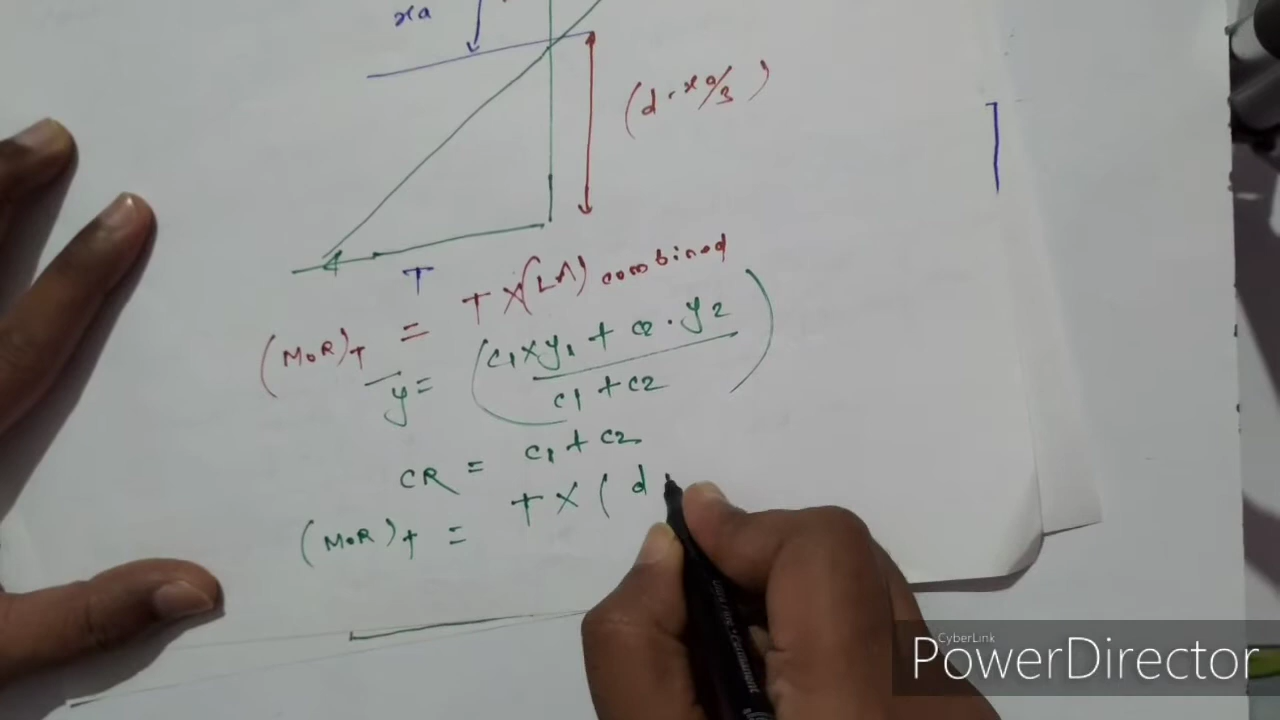 xa
(d - xa/3)
T
(MOR)T = T X (LA) combined
ȳ = (C1 X y1 + C2 . y2 / C1 + C2)
CR = C1 + C2
(MOR)T = T X ( d
CyberLink
PowerDirector